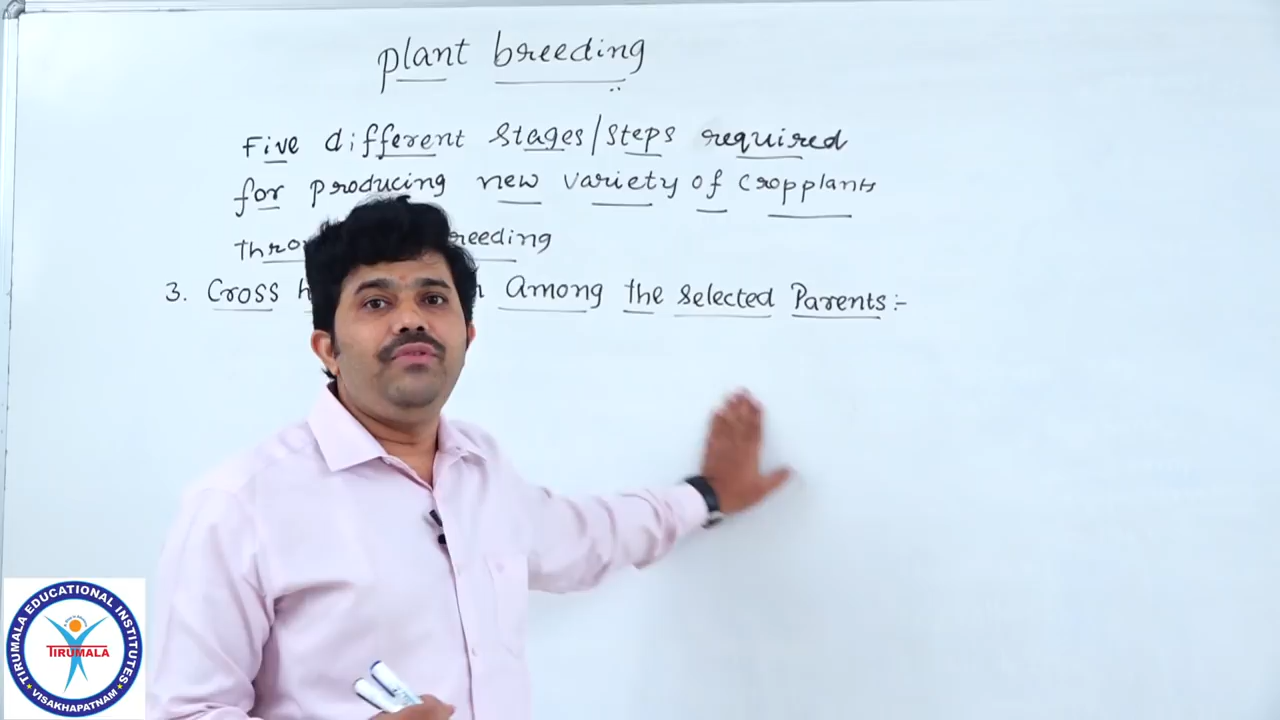 plant breeding
Five different stages/steps required
for producing new variety of cropplants
thro reeding
3. Cross h n Among the selected Parents:-
TIRUMALA EDUCATIONAL INSTITUTES
TIRUMALA
VISAKHAPATNAM